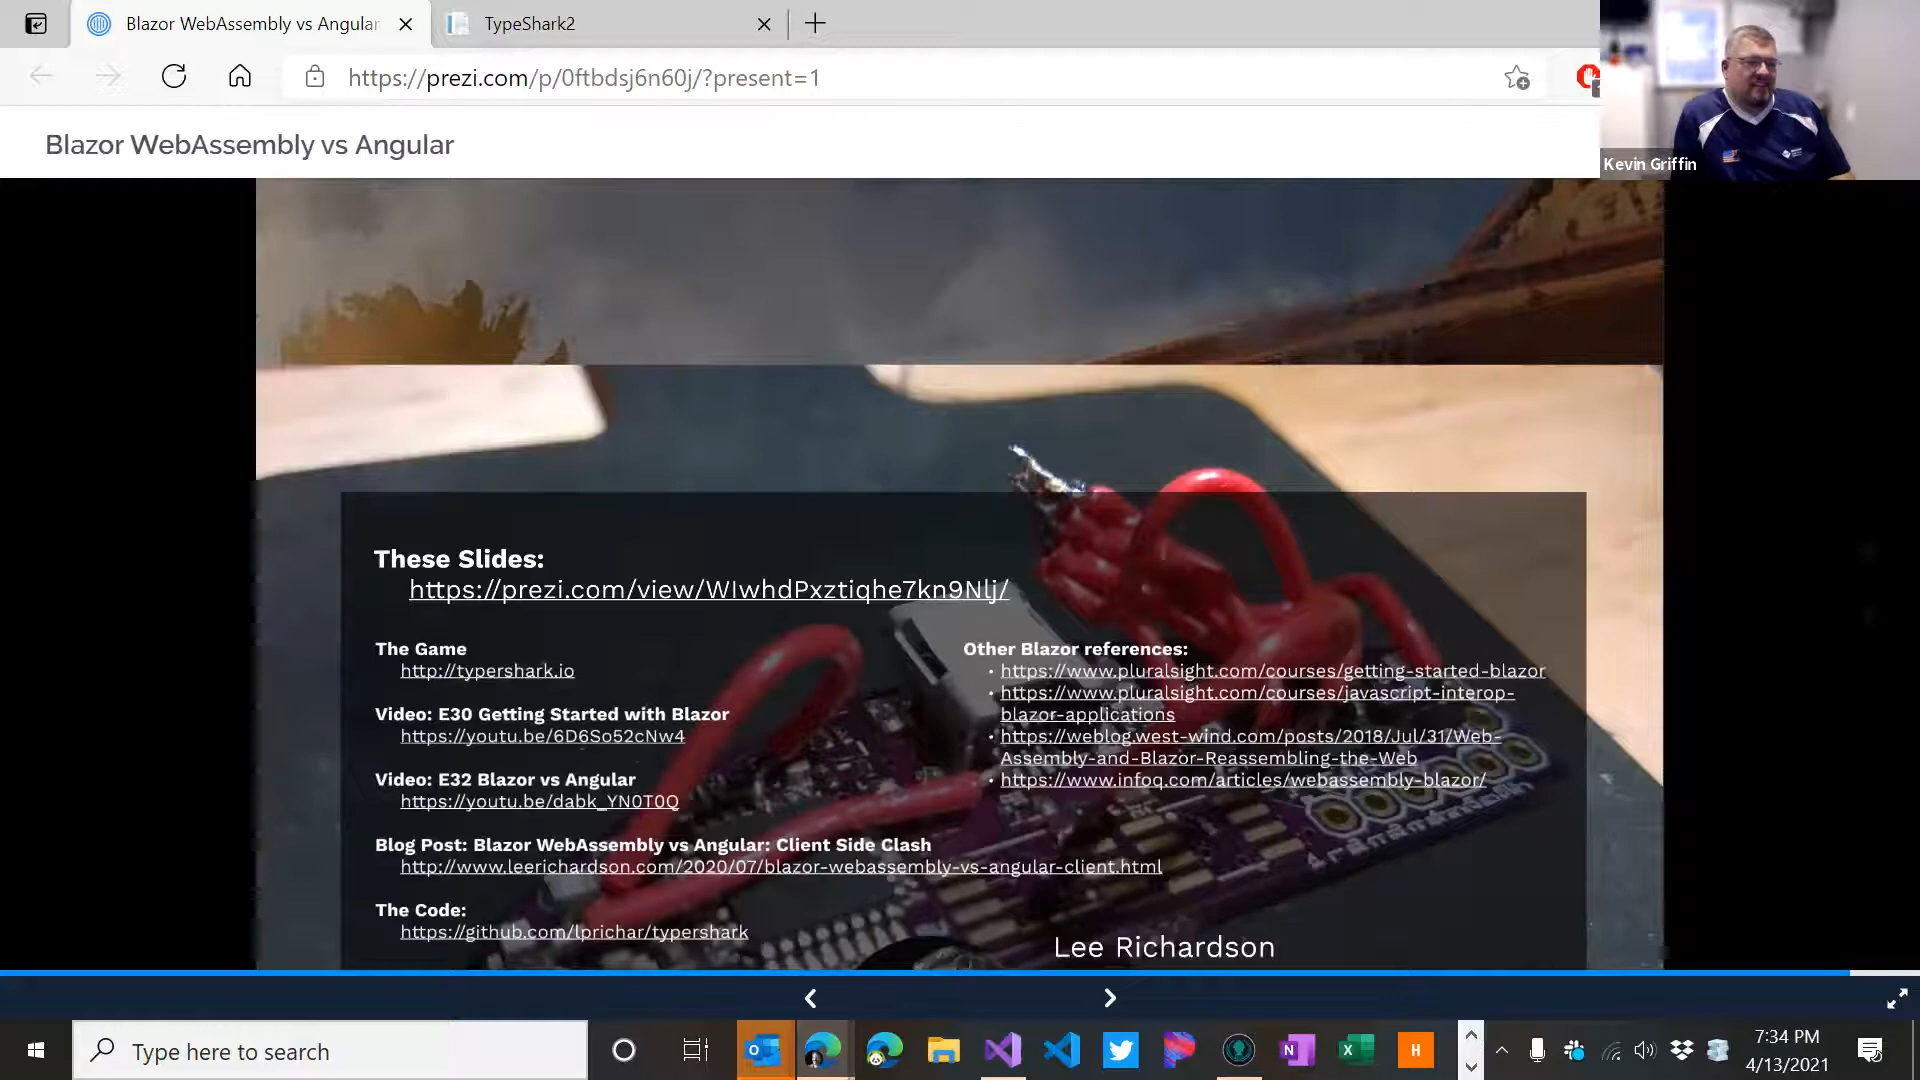 Blazor WebAssembly vs Angular
TypeShark2
https://prezi.com/p/0ftbdsj6n60j/?present=1
Kevin Griffin
Blazor WebAssembly vs Angular
These Slides:
https://prezi.com/view/WIwhdPxztiqhe7kn9Nlj/
The Game
http://typershark.io
Video: E30 Getting Started with Blazor
https://youtu.be/6D6So52cNw4
Video: E32 Blazor vs Angular
https://youtu.be/dabk_YN0T0Q
Blog Post: Blazor WebAssembly vs Angular: Client Side Clash
http://www.leerichardson.com/2020/07/blazor-webassembly-vs-angular-client.html
The Code:
https://github.com/lprichar/typershark
Other Blazor references:
• https://www.pluralsight.com/courses/getting-started-blazor
• https://www.pluralsight.com/courses/javascript-interop-
blazor-applications
• https://weblog.west-wind.com/posts/2018/Jul/31/Web-
Assembly-and-Blazor-Reassembling-the-Web
• https://www.infoq.com/articles/webassembly-blazor/
Lee Richardson
Type here to search
7:34 PM
4/13/2021